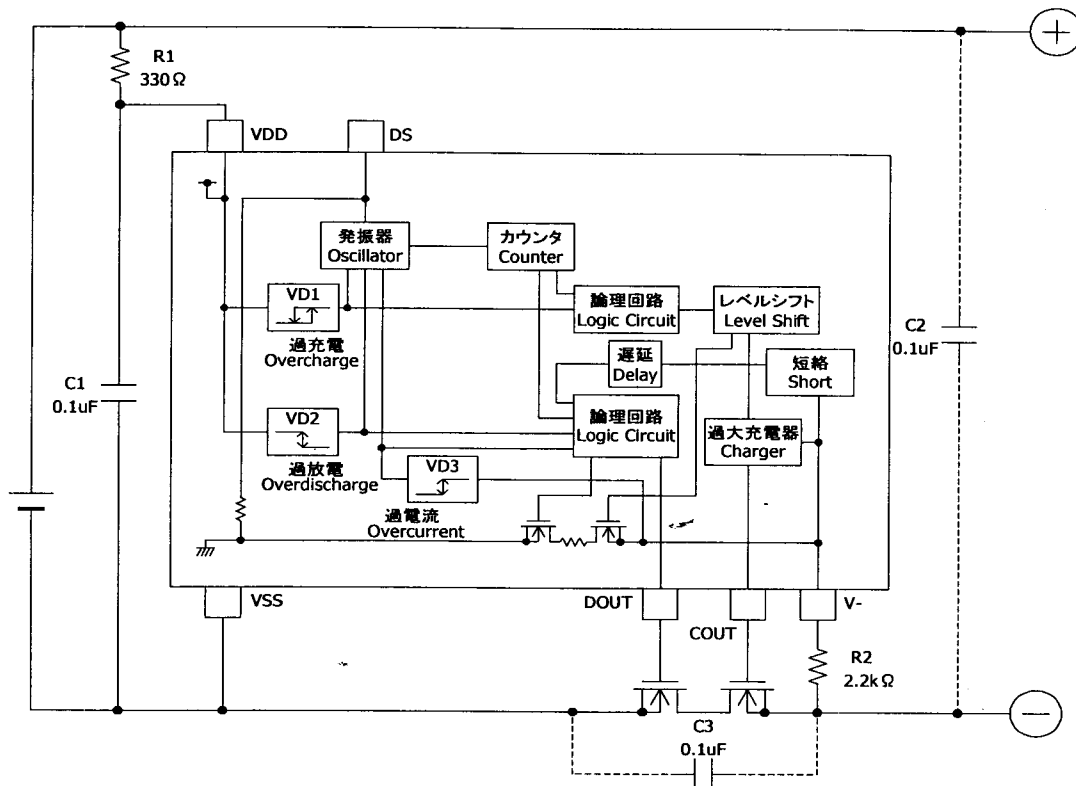 R1
330Ω
VDD
DS
発振器
Oscillator
カウンタ
Counter
VD1
過充電
Overcharge
論理回路
Logic Circuit
レベルシフト
Level Shift
C2
0.1uF
遅延
Delay
短絡
Short
C1
0.1uF
VD2
過放電
Overdischarge
論理回路
Logic Circuit
過大充電器
Charger
VD3
過電流
Overcurrent
VSS
DOUT
COUT
V-
R2
2.2kΩ
C3
0.1uF